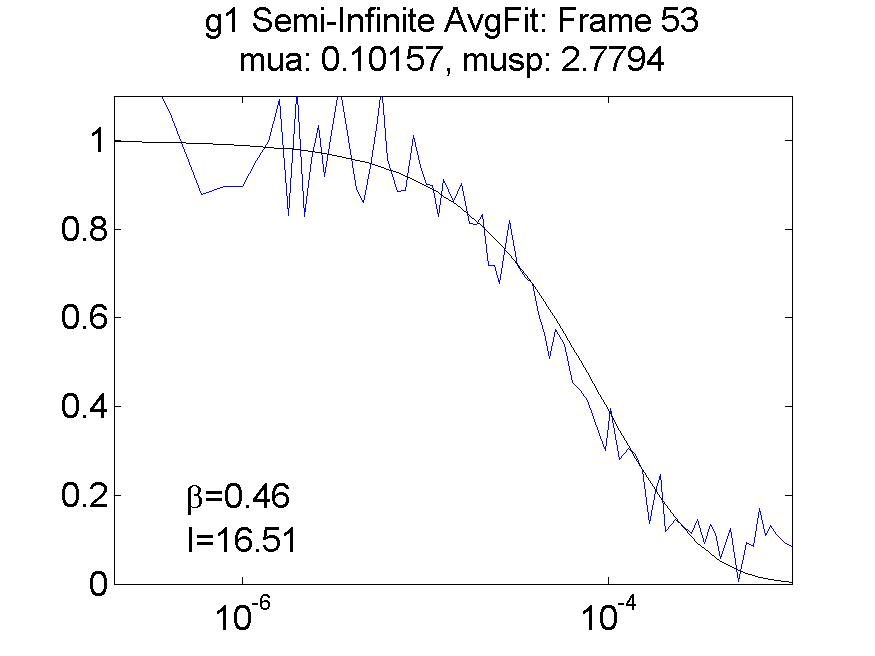 g1 Semi-Infinite AvgFit: Frame 53
mua: 0.10157, musp: 2.7794
1
0.8
0.6
0.4
0.2
0
β=0.46
I=16.51
10^-6
10^-4